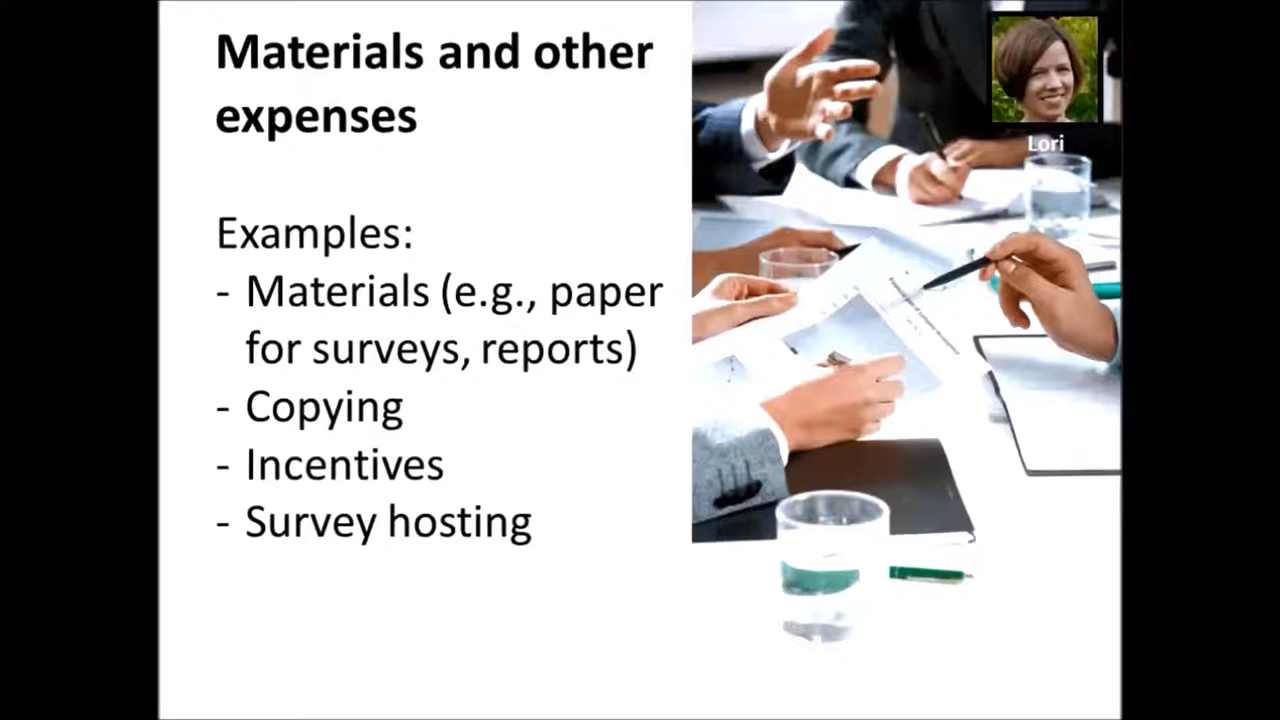 Materials and other
expenses
Lori
Examples:
- Materials (e.g., paper
for surveys, reports)
- Copying
- Incentives
- Survey hosting